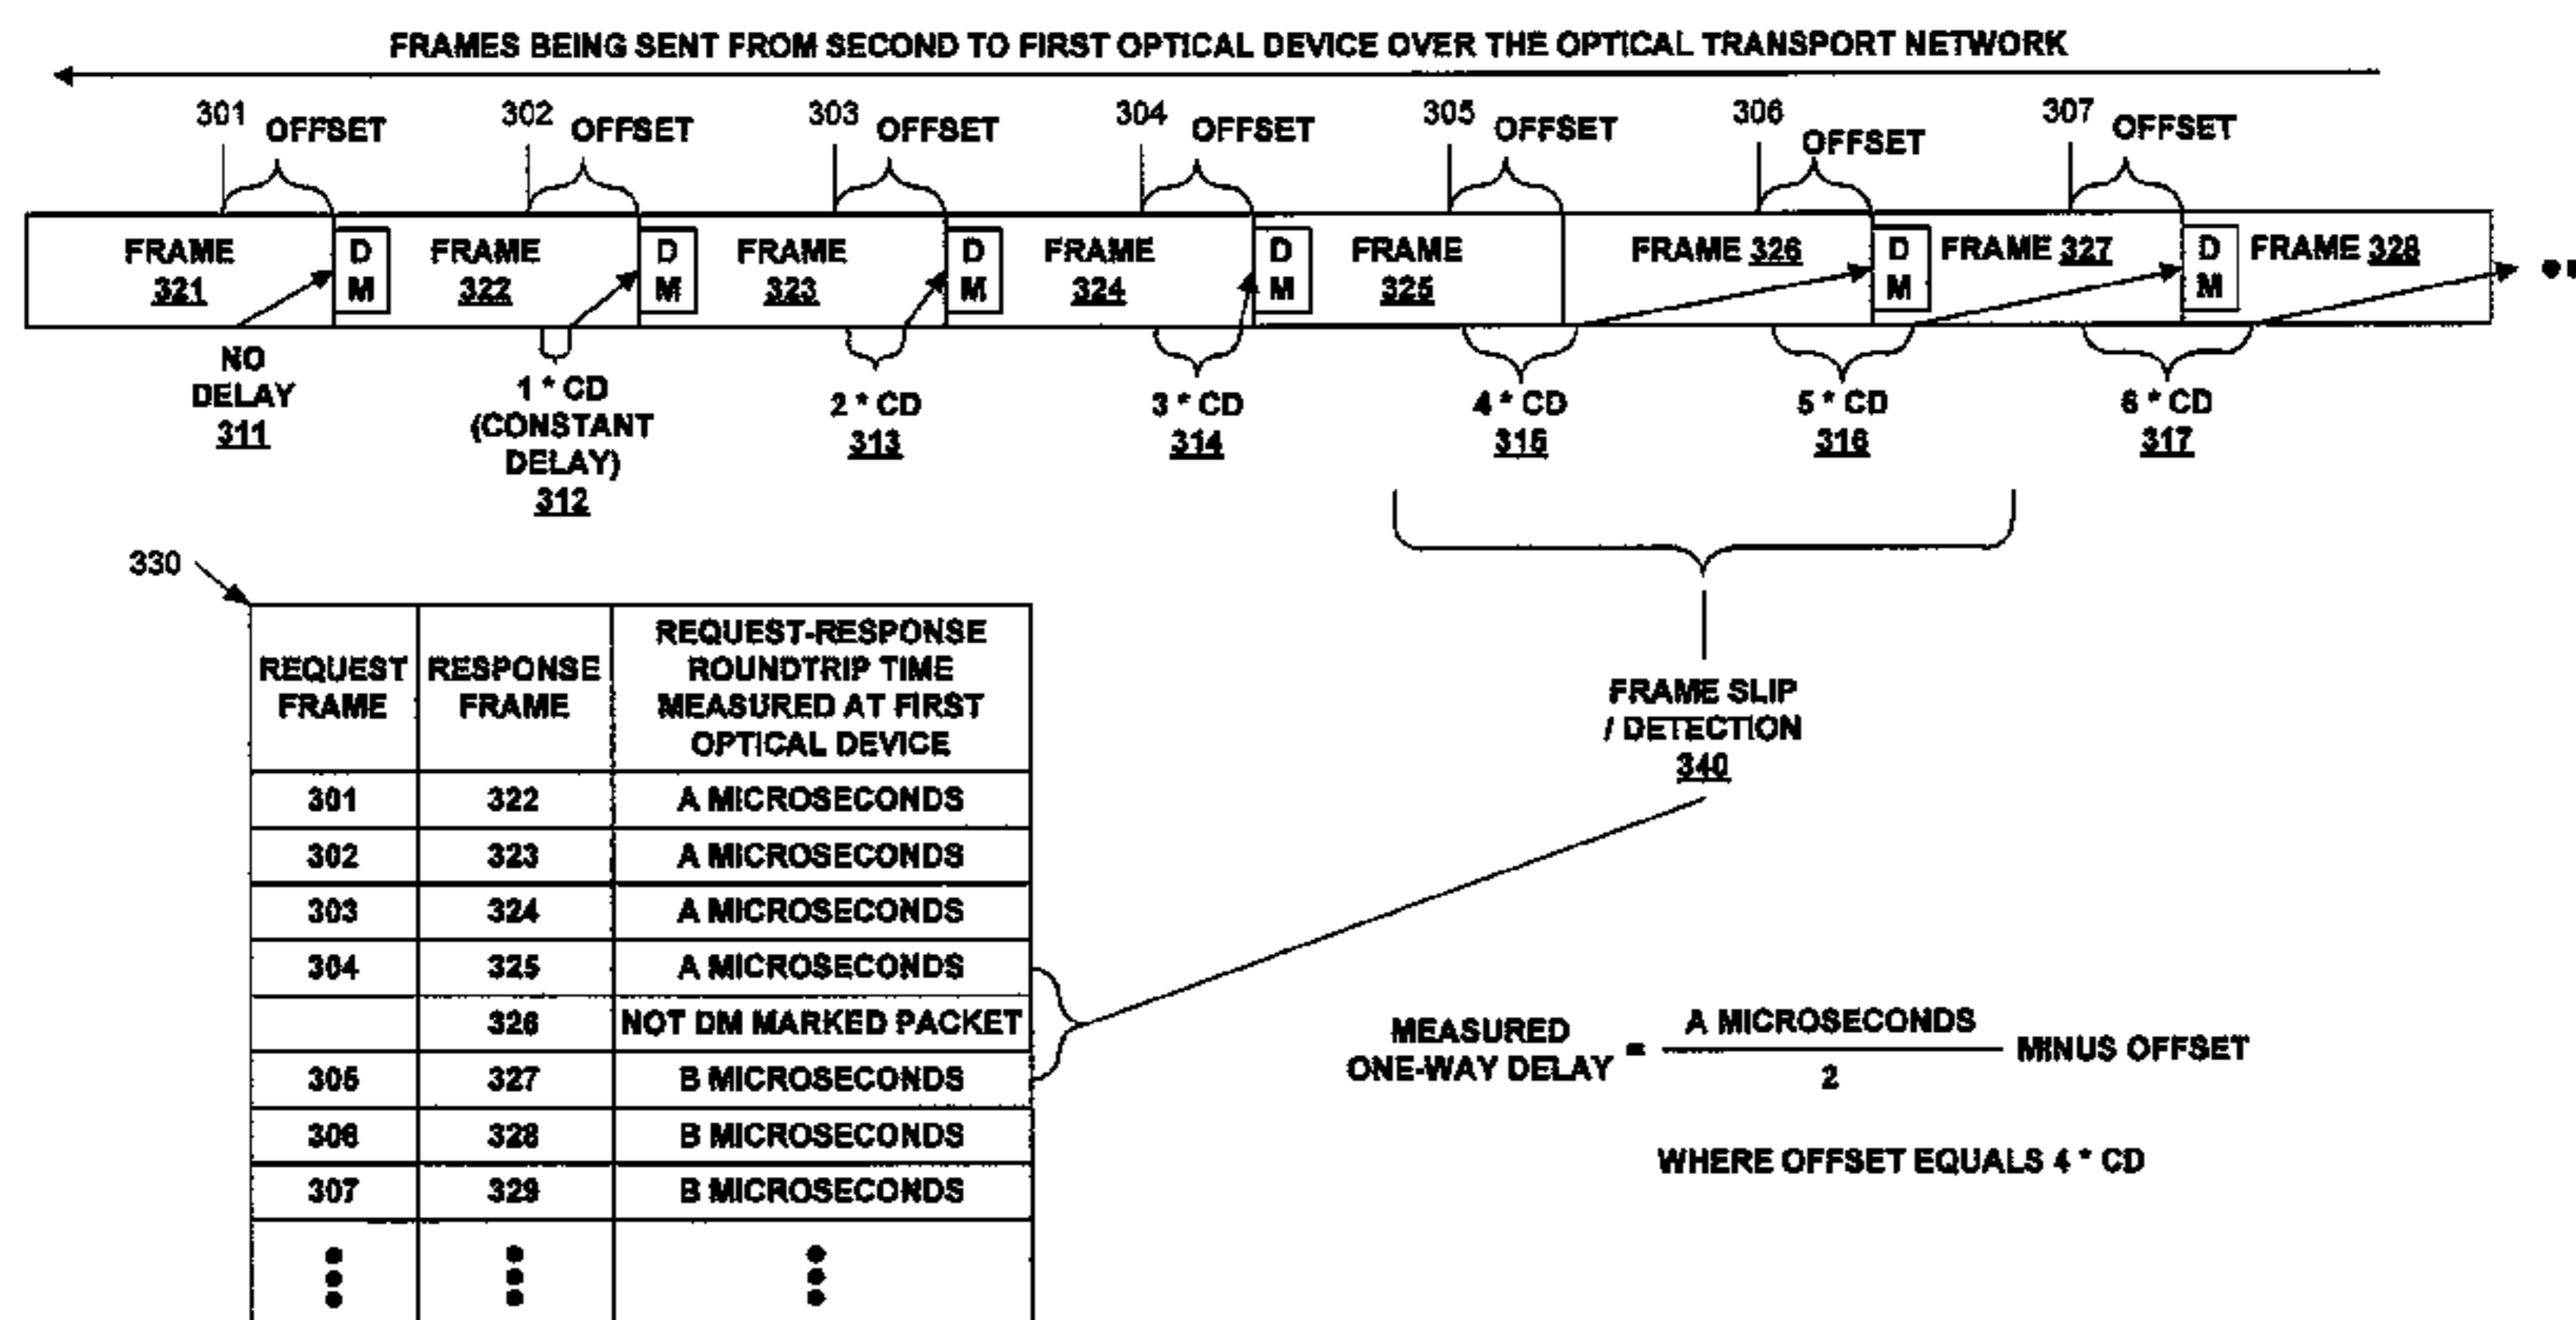 FRAMES BEING SENT FROM SECOND TO FIRST OPTICAL DEVICE OVER THE OPTICAL TRANSPORT NETWORK
301 OFFSET 302 OFFSET 303 OFFSET 304 OFFSET 305 OFFSET 306 OFFSET 307 OFFSET
FRAME 321
DM
FRAME 322
DM
FRAME 323
DM
FRAME 324
DM
FRAME 325
FRAME 326
DM
FRAME 327
DM
FRAME 328
NO
DELAY
311
1 * CD
(CONSTANT
DELAY)
312
2 * CD
313
3 * CD
314
4 * CD
315
5 * CD
316
6 * CD
317
330
REQUEST FRAME
RESPONSE FRAME
REQUEST-RESPONSE
ROUNDTRIP TIME
MEASURED AT FIRST
OPTICAL DEVICE
301 322 A MICROSECONDS
302 323 A MICROSECONDS
303 324 A MICROSECONDS
304 325 A MICROSECONDS
326 NOT DM MARKED PACKET
305 327 B MICROSECONDS
306 328 B MICROSECONDS
307 329 B MICROSECONDS
FRAME SLIP
/ DETECTION
340
MEASURED
ONE-WAY DELAY = A MICROSECONDS / 2 MINUS OFFSET
WHERE OFFSET EQUALS 4 * CD